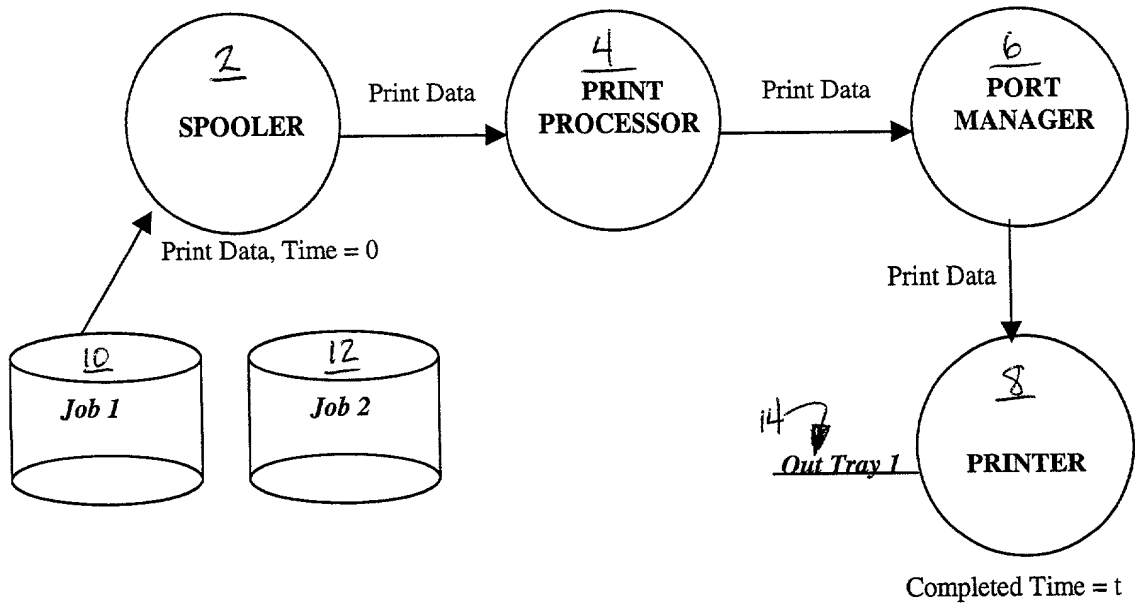 2
SPOOLER
Print Data
4
PRINT
PROCESSOR
Print Data
6
PORT
MANAGER
Print Data, Time = 0
Print Data
10
Job 1
12
Job 2
14
Out Tray 1
8
PRINTER
Completed Time = t